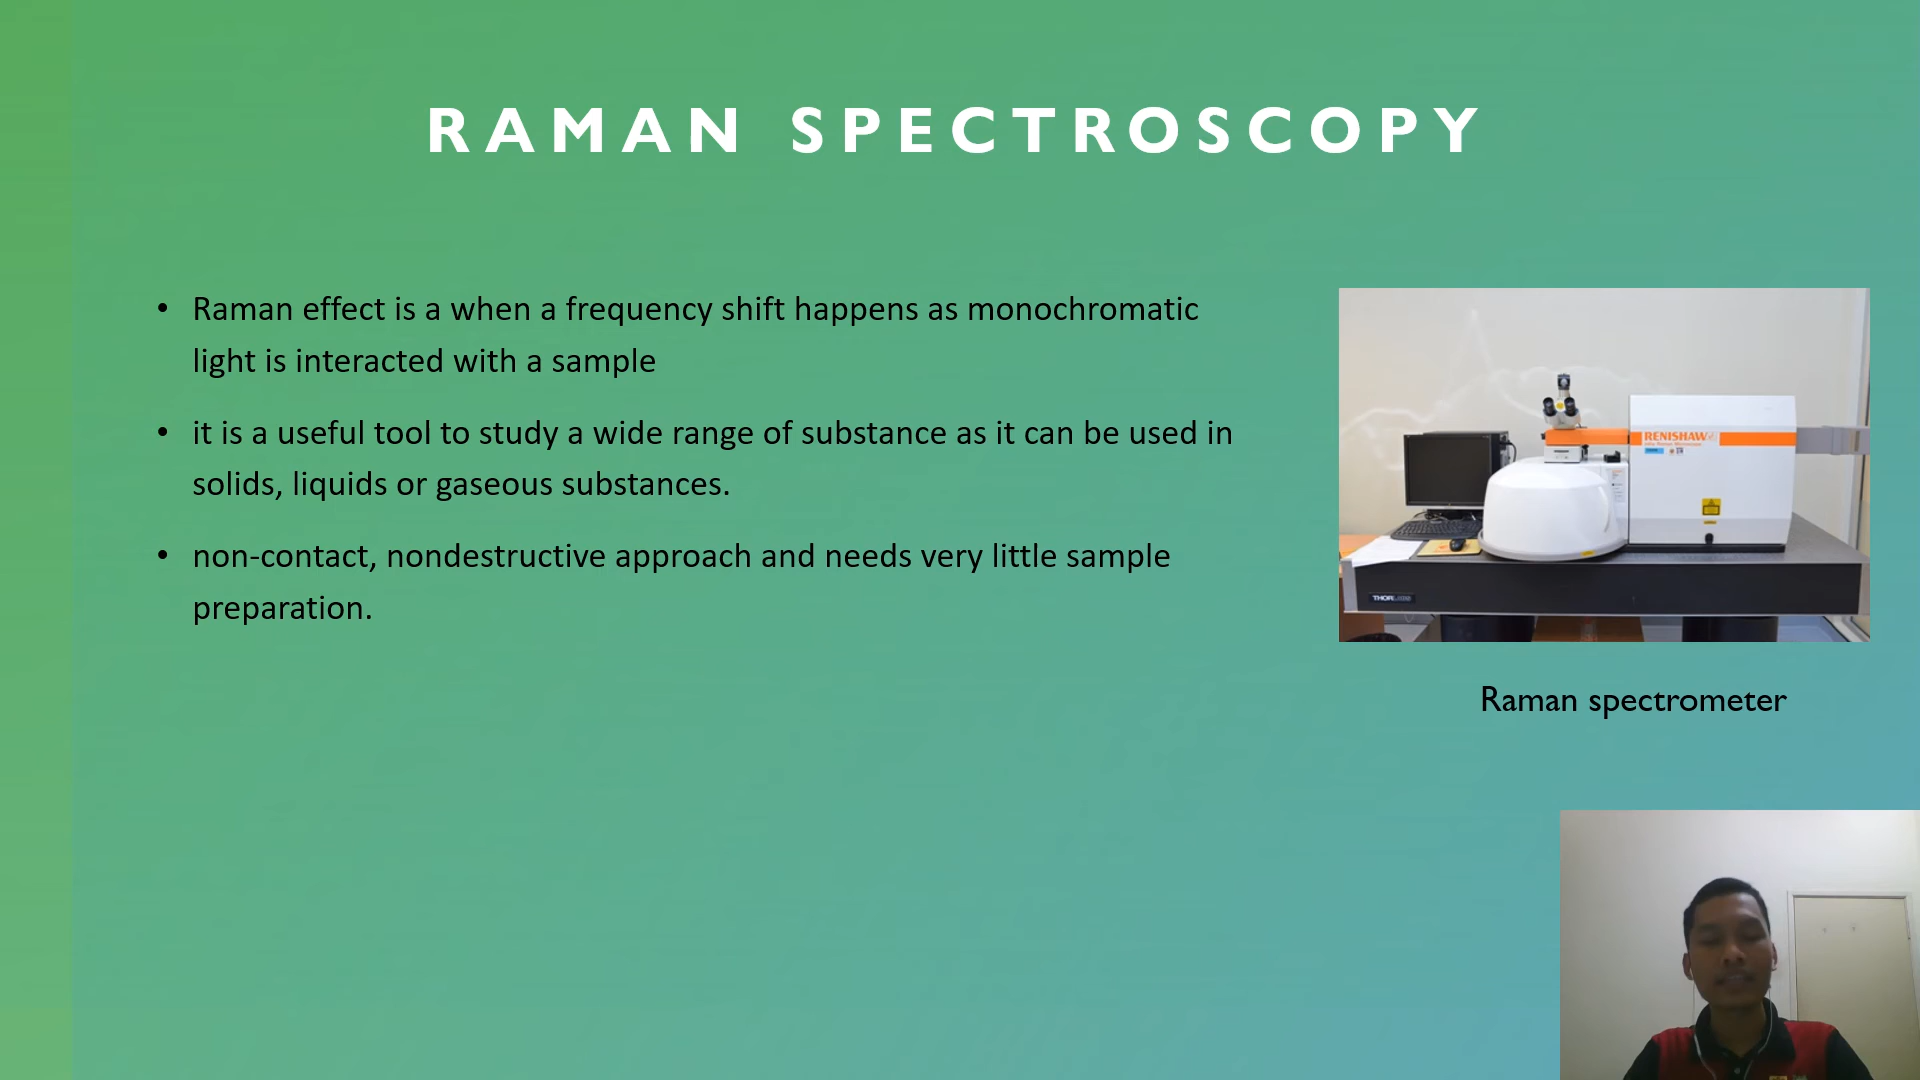 RAMAN SPECTROSCOPY
• Raman effect is a when a frequency shift happens as monochromatic
light is interacted with a sample
• it is a useful tool to study a wide range of substance as it can be used in
solids, liquids or gaseous substances.
• non-contact, nondestructive approach and needs very little sample
preparation.
RENISHAW
THORLABS
Raman spectrometer